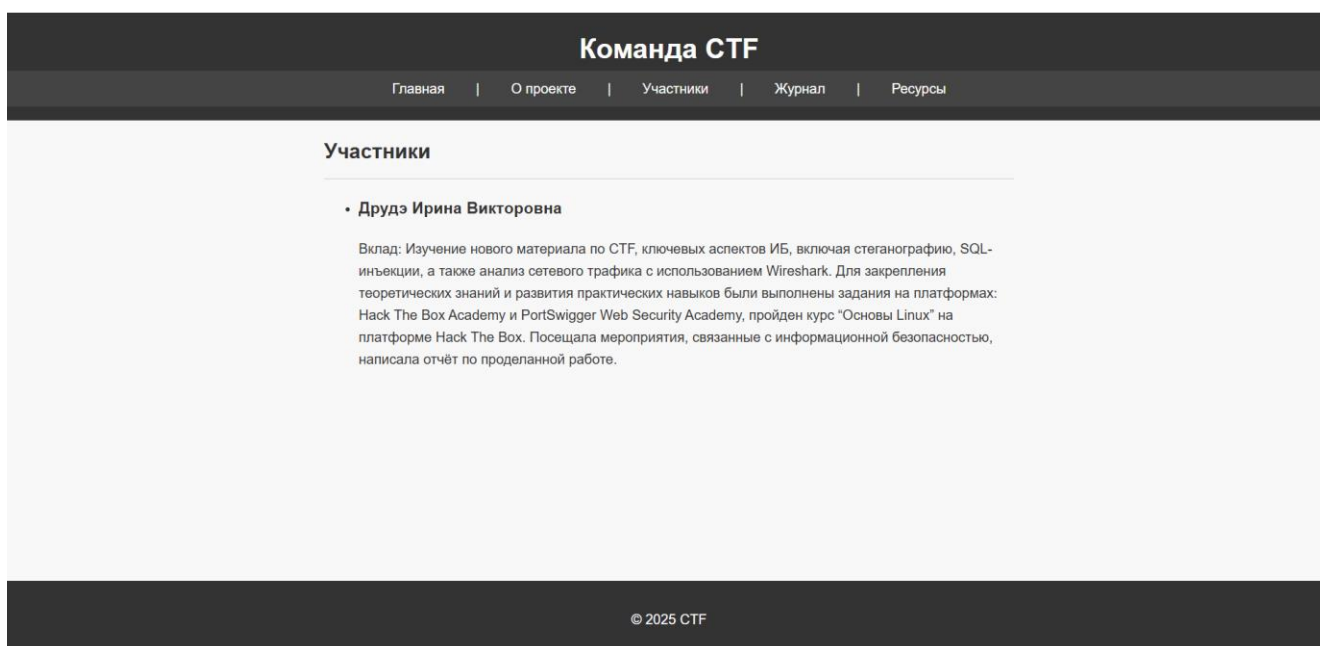 Команда CTF
Главная | О проекте | Участники | Журнал | Ресурсы
Участники
• Друдэ Ирина Викторовна
Вклад: Изучение нового материала по CTF, ключевых аспектов ИБ, включая стеганографию, SQL-
инъекции, а также анализ сетевого трафика с использованием Wireshark. Для закрепления
теоретических знаний и развития практических навыков были выполнены задания на платформах:
Hack The Box Academy и PortSwigger Web Security Academy, пройден курс “Основы Linux” на
платформе Hack The Box. Посещала мероприятия, связанные с информационной безопасностью,
написала отчёт по проделанной работе.
© 2025 CTF